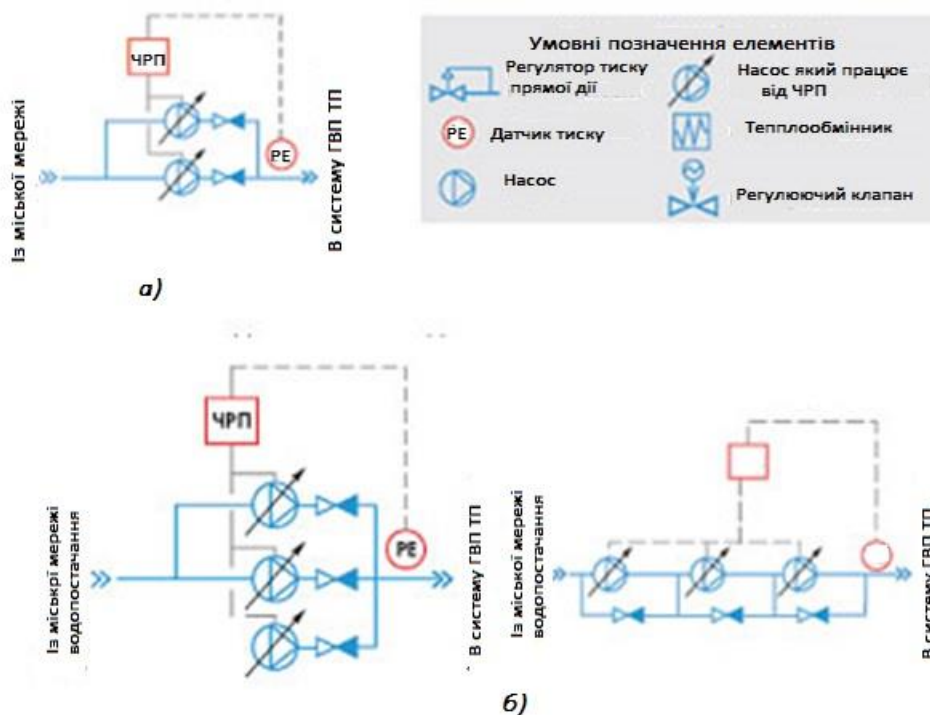 ЧРП
РЕ
Із міської мережі
В систему ГВП ТП
а)
Умовні позначення елементів
Регулятор тиску
прямої дії
Насос який працює
від ЧРП
РЕ
Датчик тиску
Тепплообмінник
Насос
Регулюючий клапан
ЧРП
РЕ
Із міськрі мережі
водопостачання
В систему ГВП ТП
Із міської мережі
водопостачання
В систему ГВП ТП
б)